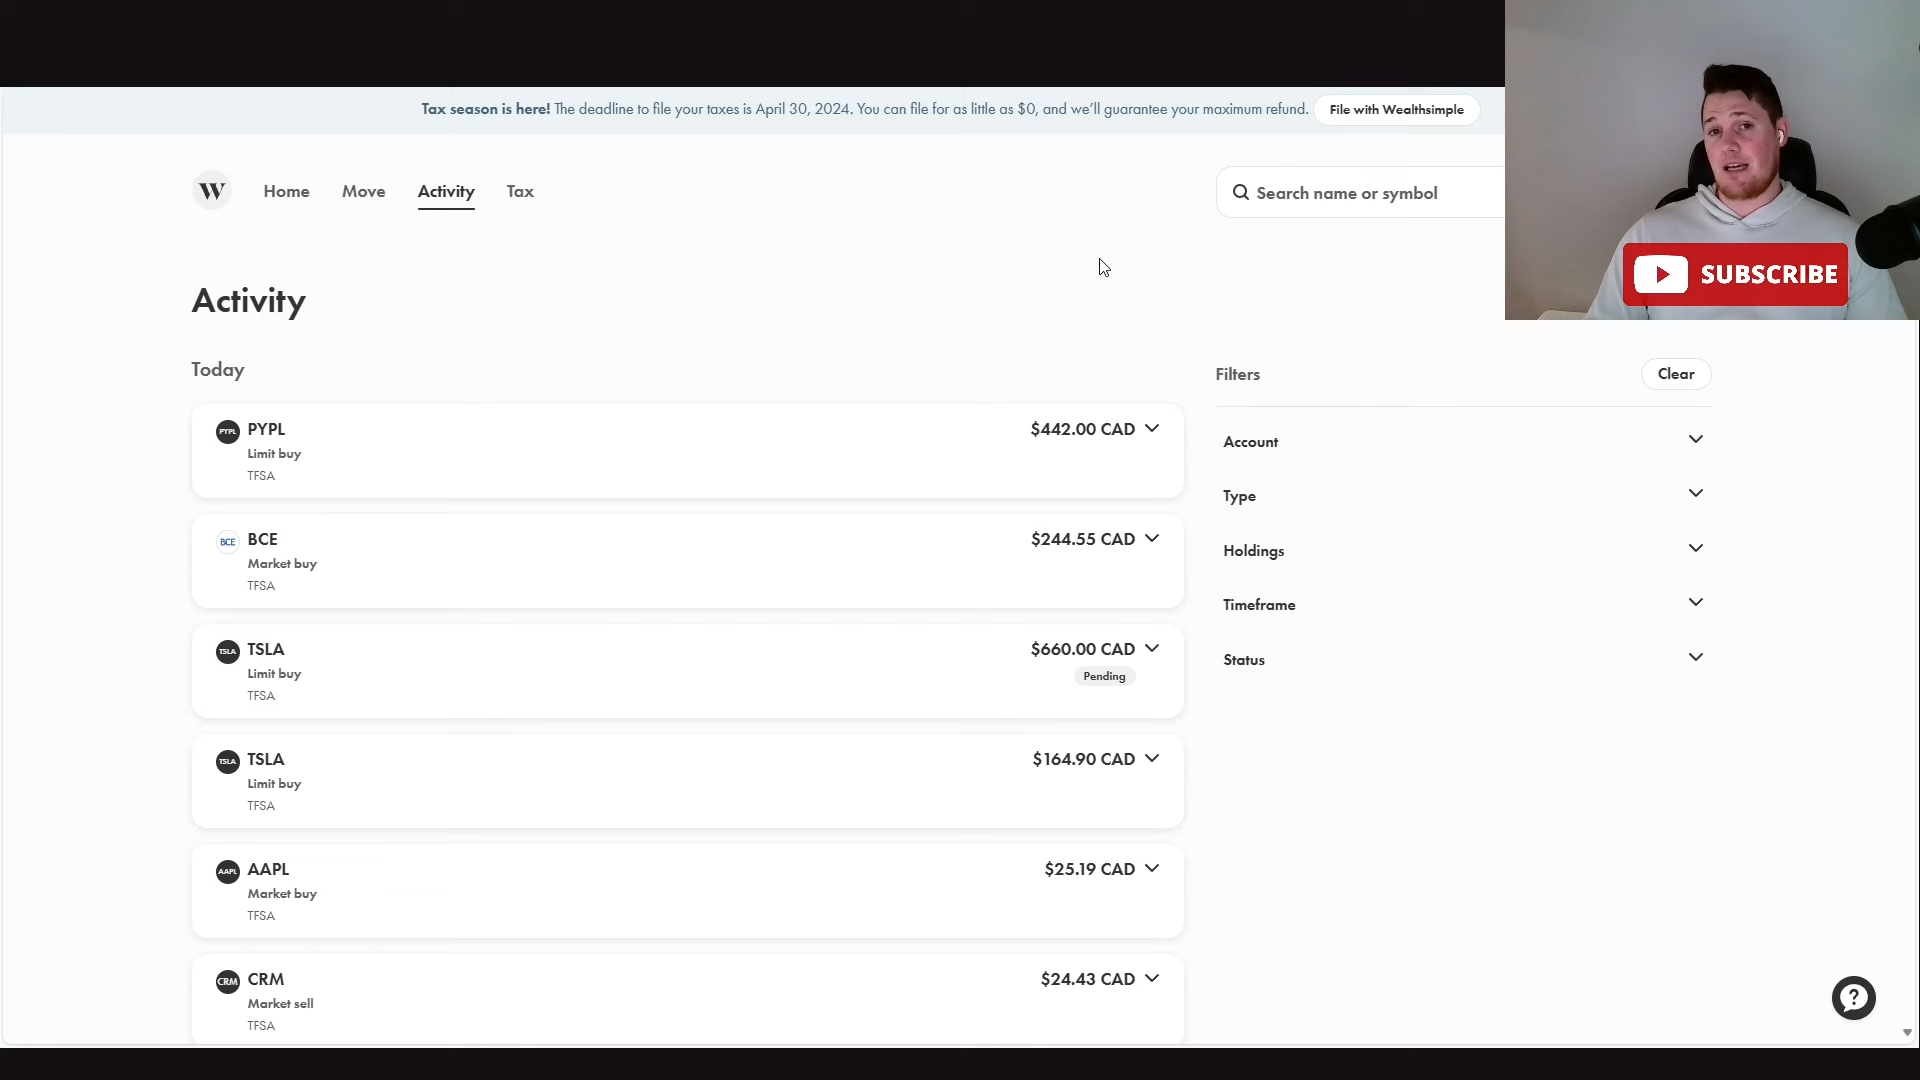 Tax season is here! The deadline to file your taxes is April 30, 2024. You can file for as little as $0, and we'll guarantee your maximum refund. File with Wealthsimple
W Home Move Activity Tax
Search name or symbol
SUBSCRIBE
Activity
Today
PYPL PYPL $442.00 CAD
Limit buy
TFSA
BCE BCE $244.55 CAD
Market buy
TFSA
TSLA TSLA $660.00 CAD
Limit buy Pending
TFSA
TSLA TSLA $164.90 CAD
Limit buy
TFSA
AAPL AAPL $25.19 CAD
Market buy
TFSA
CRM CRM $24.43 CAD
Market sell
TFSA
Filters Clear
Account
Type
Holdings
Timeframe
Status
?